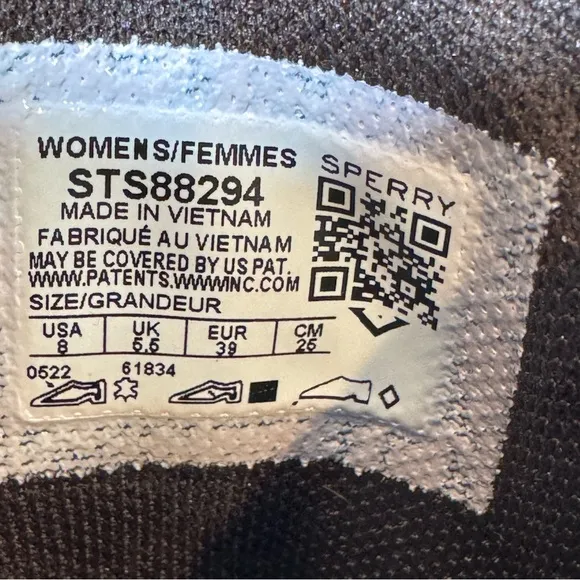 WOMENS/FEMMES
SPERRY
STS88294
MADE IN VIETNAM
FABRIQUÉ AU VIETNAM
MAY BE COVERED BY US PAT.
WWW.PATENTS.WWWINC.COM
SIZE/GRANDEUR
USA UK EUR CM
8 5.5 39 25
0522 61834